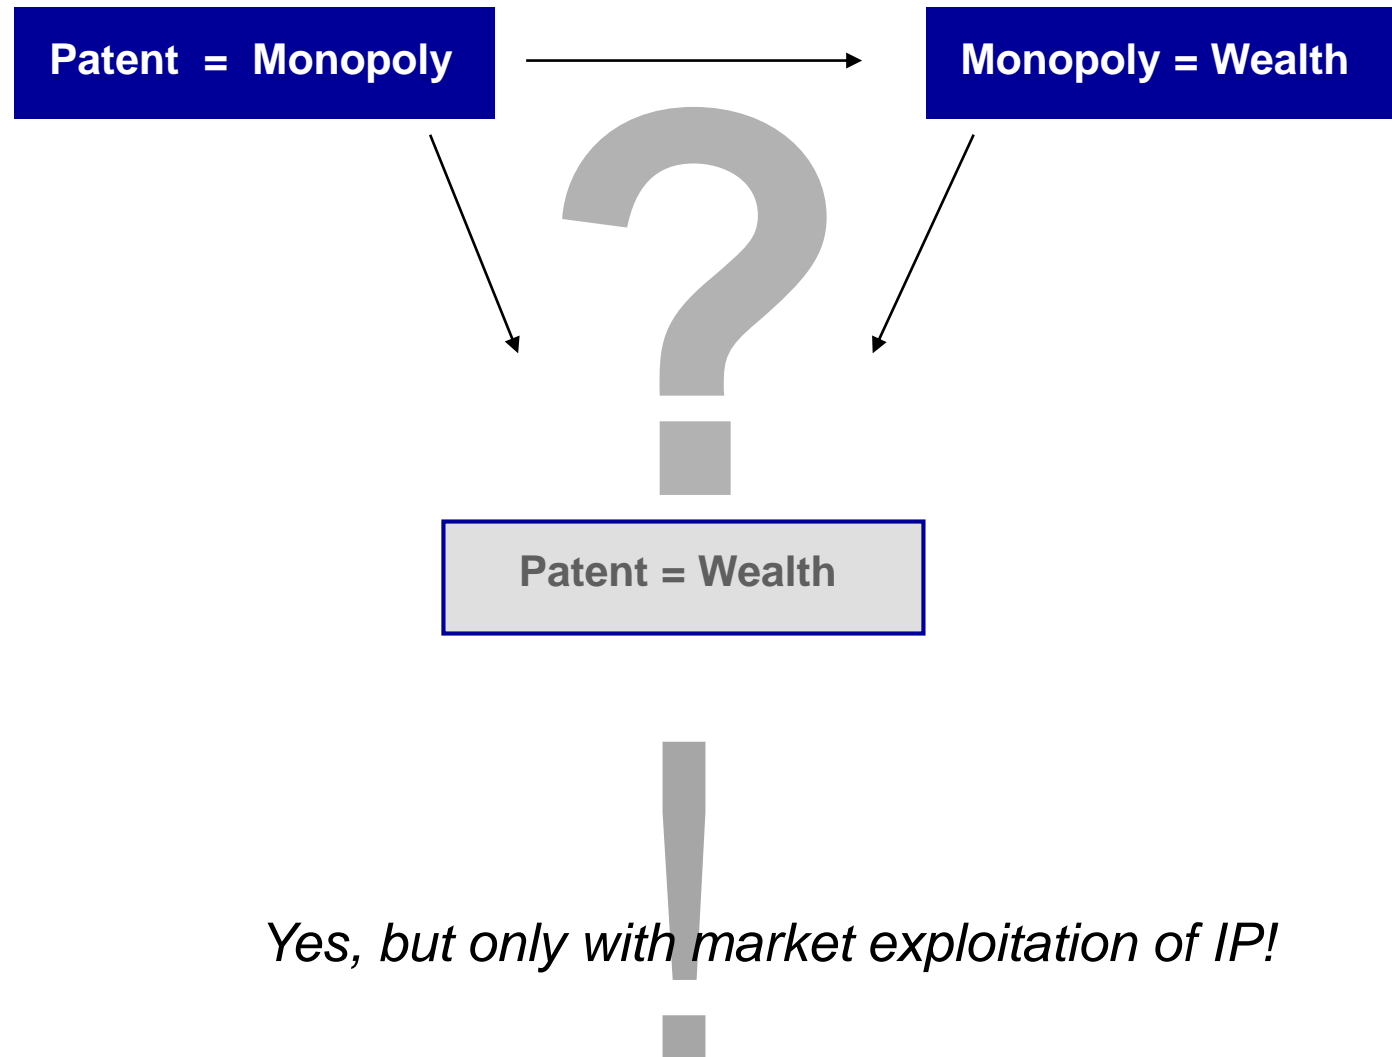 Patent = Monopoly
Monopoly = Wealth
?
Patent = Wealth
!
Yes, but only with market exploitation of IP!